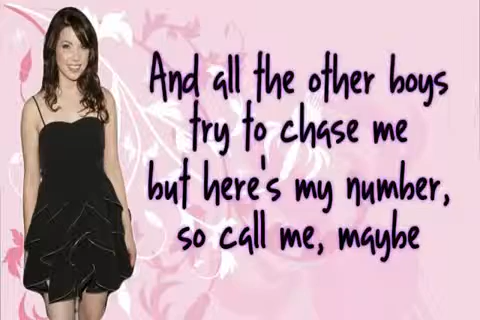 And all the other boys
try to chase me
but here's my number,
so call me, maybe